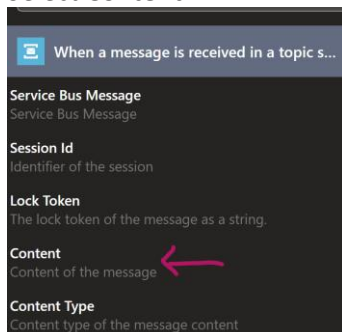 When a message is received in a topic s...
Service Bus Message
Service Bus Message
Session Id
Identifier of the session
Lock Token
The lock token of the message as a string.
Content
Content of the message
Content Type
Content type of the message content